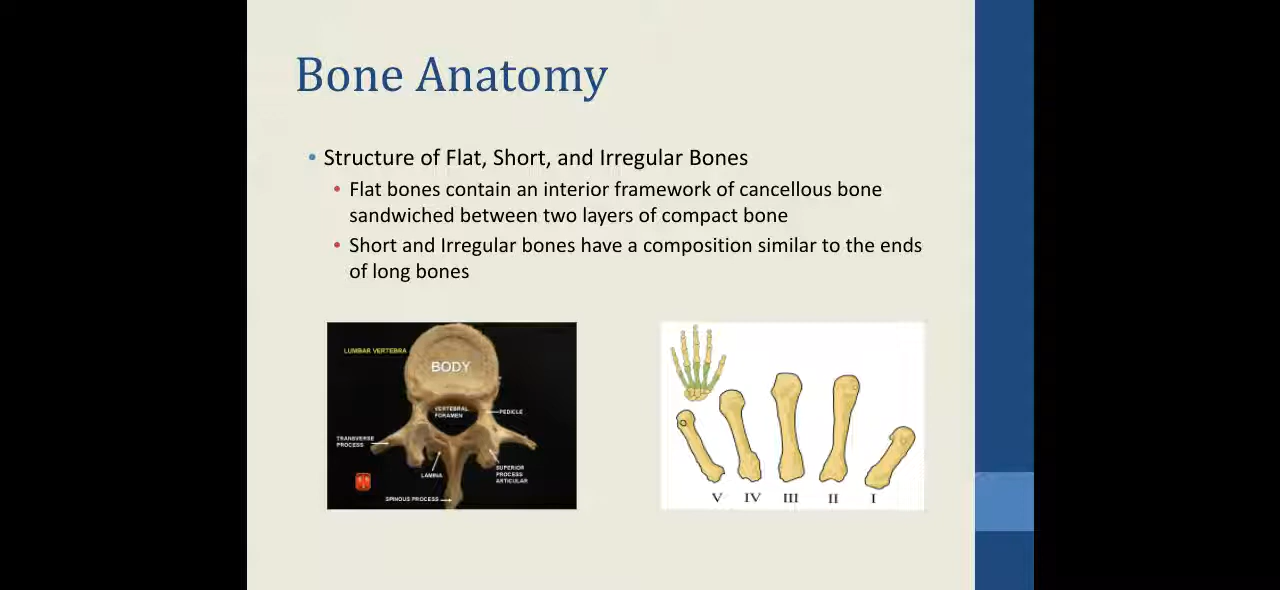 Bone Anatomy
• Structure of Flat, Short, and Irregular Bones
• Flat bones contain an interior framework of cancellous bone
sandwiched between two layers of compact bone
• Short and Irregular bones have a composition similar to the ends
of long bones
LUMBAR VERTEBRA
BODY
VERTEBRAL
FORAMEN
PEDICLE
TRANSVERSE
PROCESS
LAMINA
SUPERIOR
PROCESS
ARTICULAR
SPINOUS PROCESS
V IV III II I